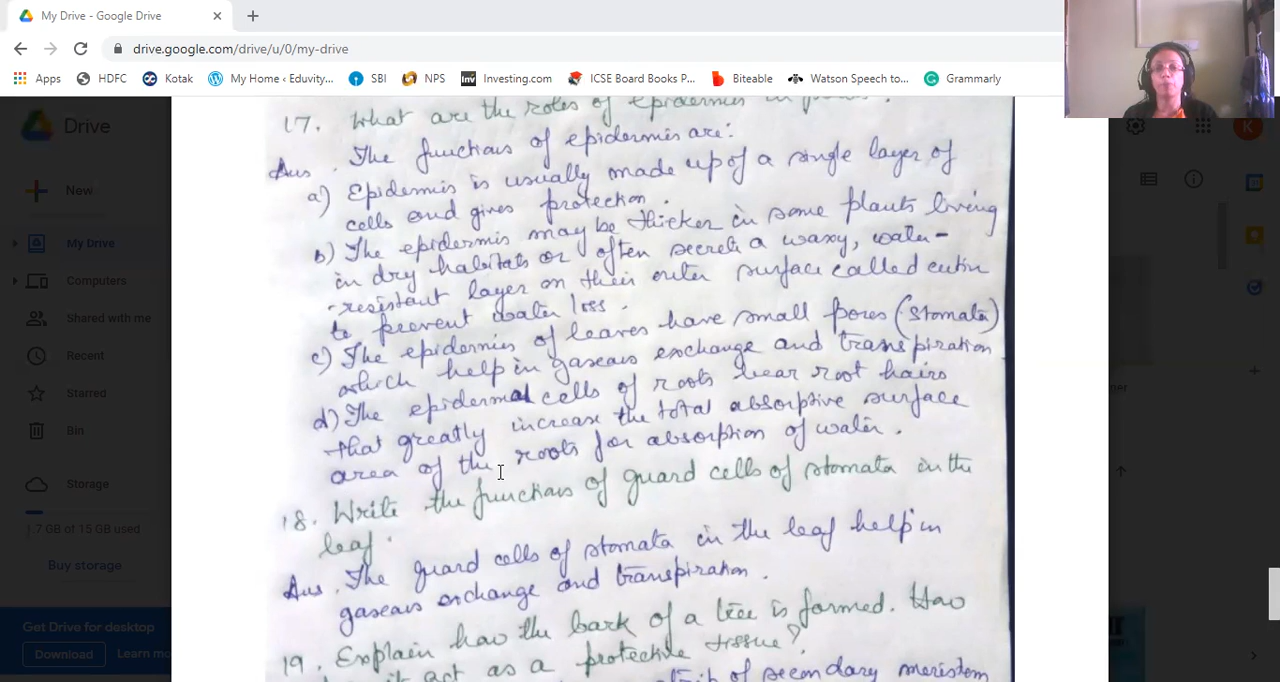 My Drive - Google Drive
drive.google.com/drive/u/0/my-drive
Apps HDFC Kotak My Home ‹ Eduvity... SBI NPS Investing.com ICSE Board Books P... Biteable Watson Speech to... Grammarly
Drive
New
My Drive
Computers
Shared with me
Recent
Starred
Bin
Storage
1.7 GB of 15 GB used
Buy storage
Get Drive for desktop
Download Learn
K
17. What are the roles of epidermis in
Ans. The functions of epidermis are:
a) Epidermis is usually made up of a single layer of
cells and gives protection.
b) The epidermis may be thicker in some plants living
in dry habitats or often secrete a waxy, water-
-resistant layer on their outer surface called cutin
to prevent water loss.
c) The epidermis of leaves have small pores (stomata)
which help in gaseous exchange and transpiration
d) The epidermal cells of roots bear root hairs
that greatly increase the total absorptive surface
area of the roots for absorption of water.
18. Write the functions of guard cells of stomata in the
leaf.
Ans. The guard cells of stomata in the leaf help in
gaseous exchange and transpiration.
19. Explain how the bark of a tree is formed. How
it act as a protective tissue?
of secondary meristem